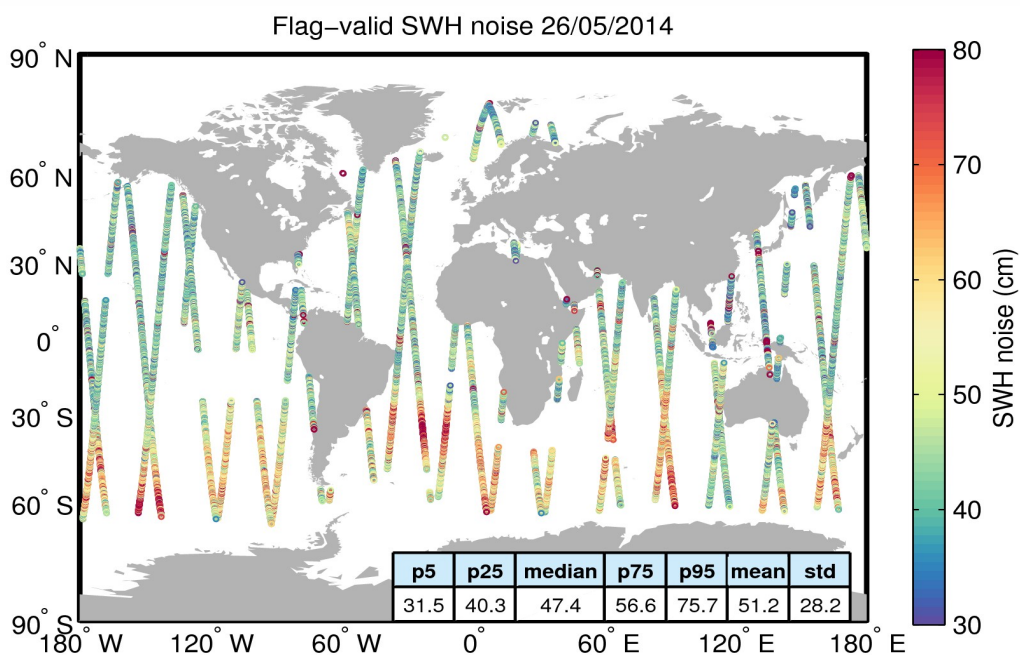 Flag−valid SWH noise 26/05/2014
90° N
60° N
30° N
0°
30° S
60° S
90° S
180° W
120° W
60° W
0°
60° E
120° E
180° E
80
70
60
50
40
30
SWH noise (cm)
p5 p25 median p75 p95 mean std
31.5 40.3 47.4 56.6 75.7 51.2 28.2